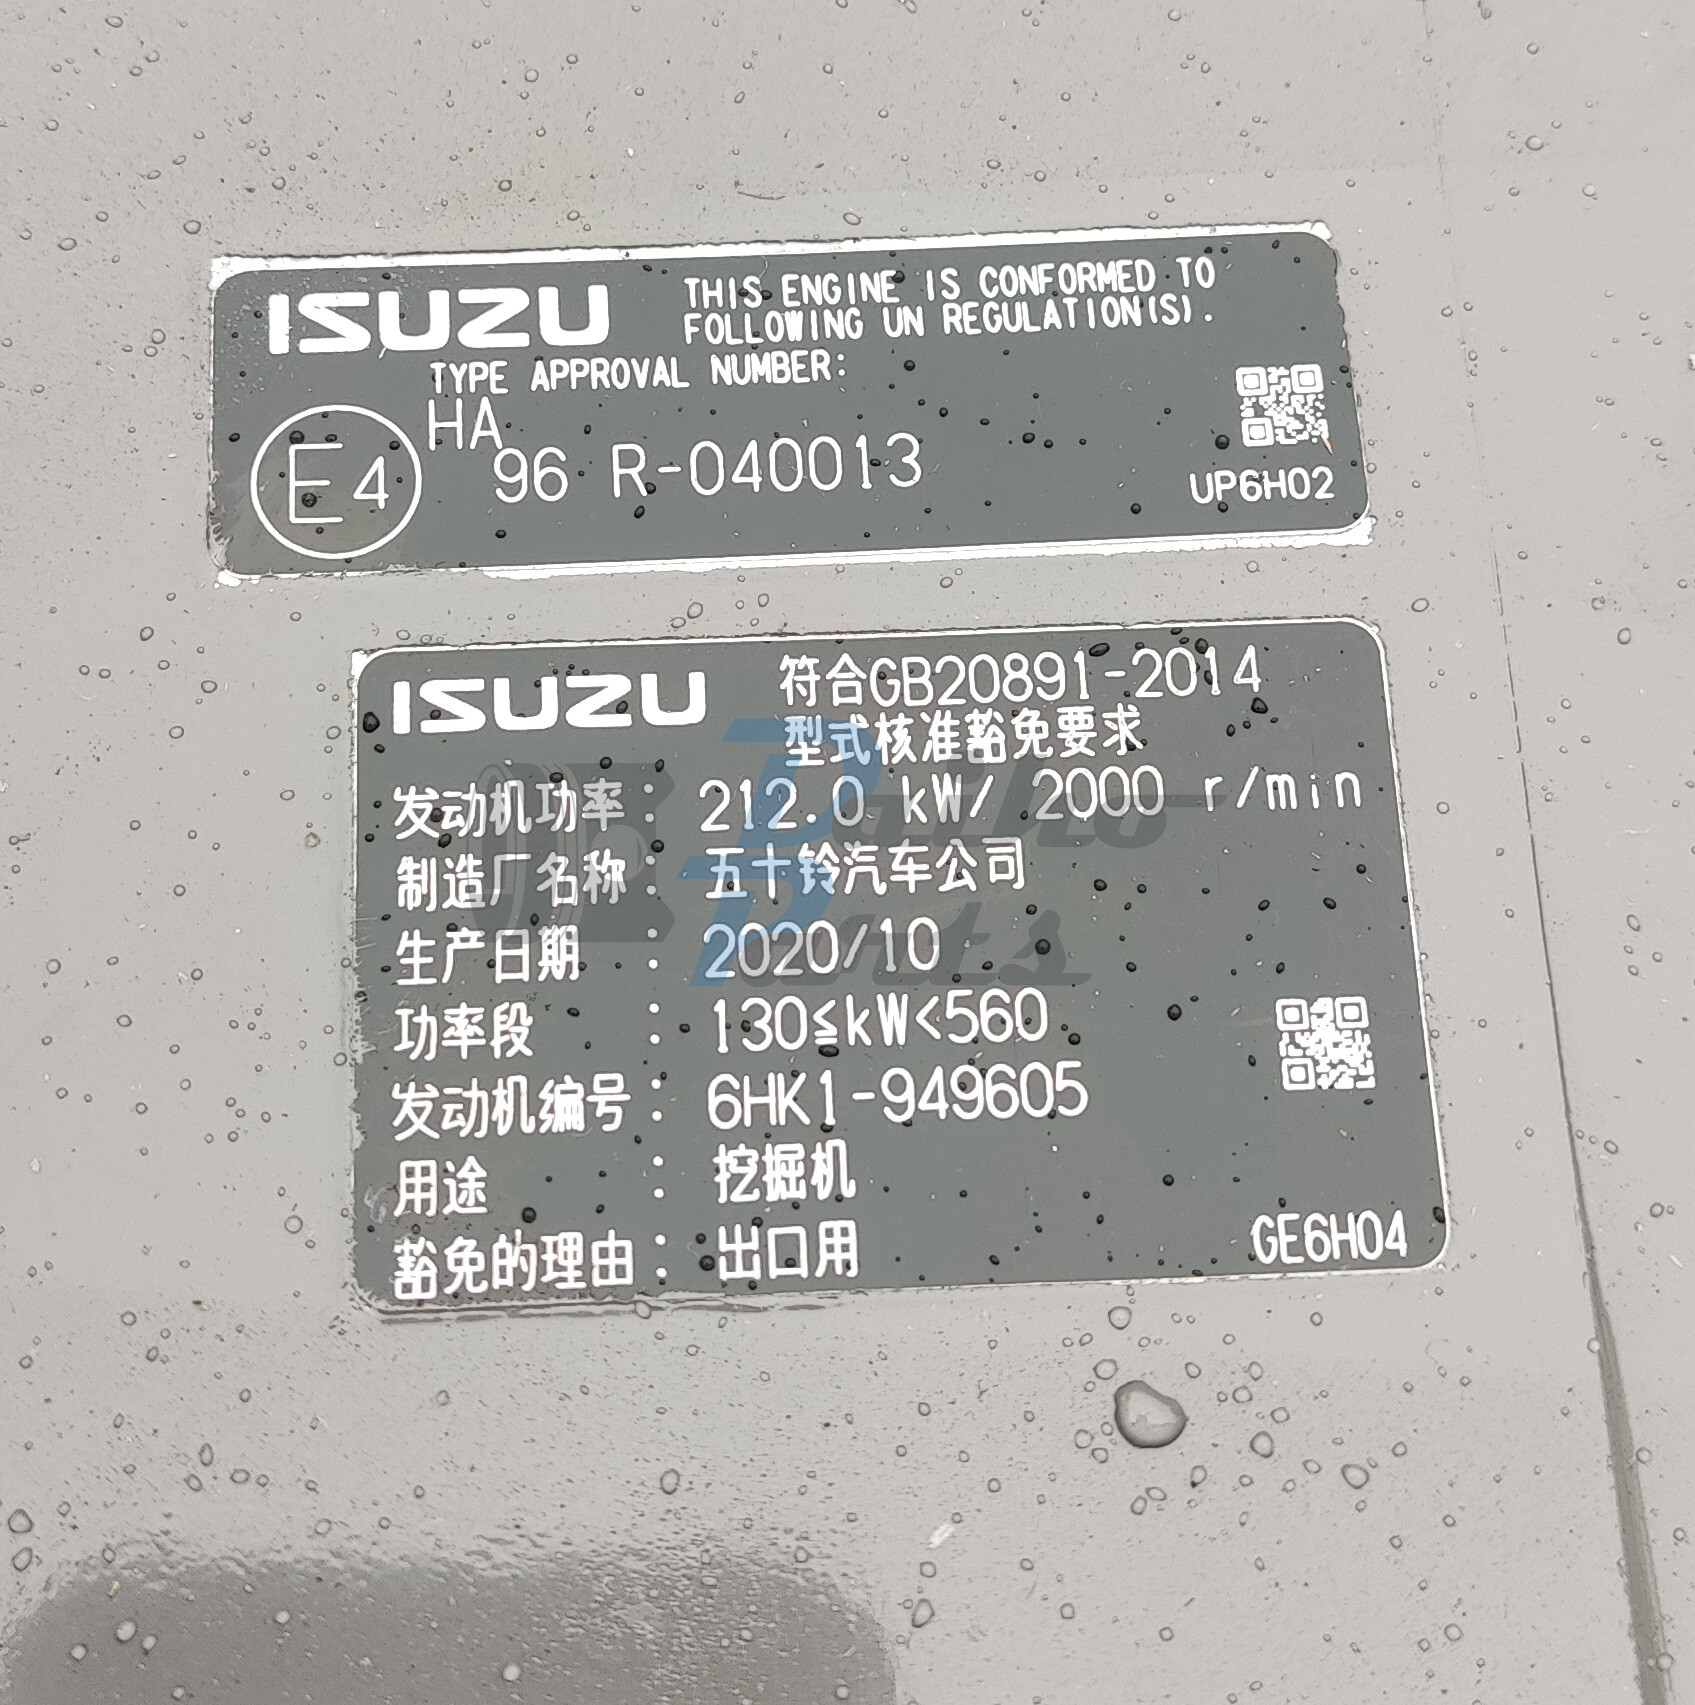 ISUZU
THIS ENGINE IS CONFORMED TO
FOLLOWING UN REGULATION(S).
TYPE APPROVAL NUMBER:
E4
HA
96 R-040013
UP6H02
ISUZU
符合GB20891-2014
型式核准豁免要求
发动机功率: 212.0 kW/ 2000 r/min
制造厂名称: 五十铃汽车公司
生产日期: 2020/10
功率段: 130≦kW<560
发动机编号: 6HK1-949605
用途: 挖掘机
豁免的理由: 出口用
GE6H04
Daiko
Parts